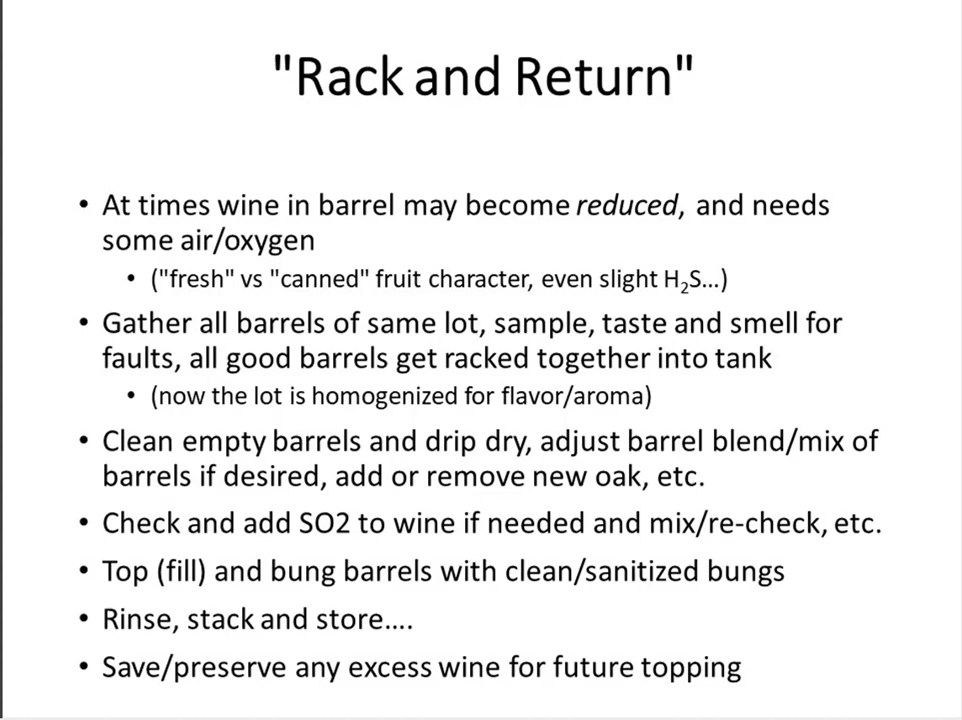 "Rack and Return"
• At times wine in barrel may become reduced, and needs
some air/oxygen
• ("fresh" vs "canned" fruit character, even slight H₂S...)
• Gather all barrels of same lot, sample, taste and smell for
faults, all good barrels get racked together into tank
• (now the lot is homogenized for flavor/aroma)
• Clean empty barrels and drip dry, adjust barrel blend/mix of
barrels if desired, add or remove new oak, etc.
• Check and add SO2 to wine if needed and mix/re-check, etc.
• Top (fill) and bung barrels with clean/sanitized bungs
• Rinse, stack and store....
• Save/preserve any excess wine for future topping